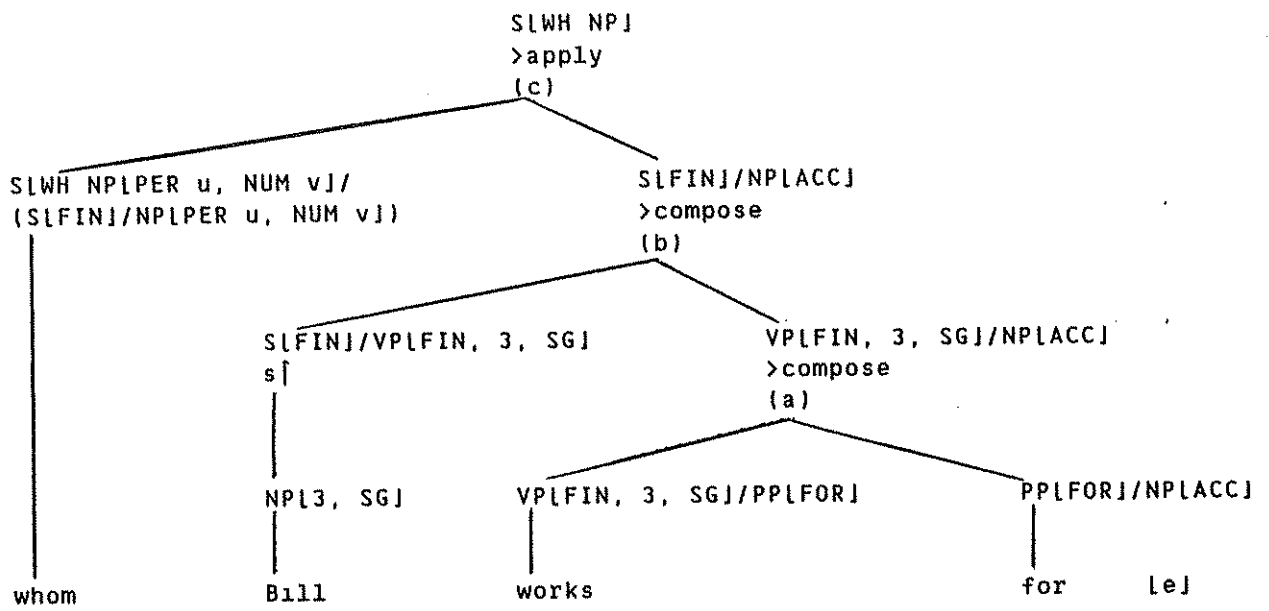 S[WH NP]
>apply
(c)
S[WH NP[PER u, NUM v]/
(S[FIN]/NP[PER u, NUM v])
S[FIN]/NP[ACC]
>compose
(b)
S[FIN]/VP[FIN, 3, SG]
s↑
VP[FIN, 3, SG]/NP[ACC]
>compose
(a)
NP[3, SG]
VP[FIN, 3, SG]/PP[FOR]
PP[FOR]/NP[ACC]
whom Bill works for [e]